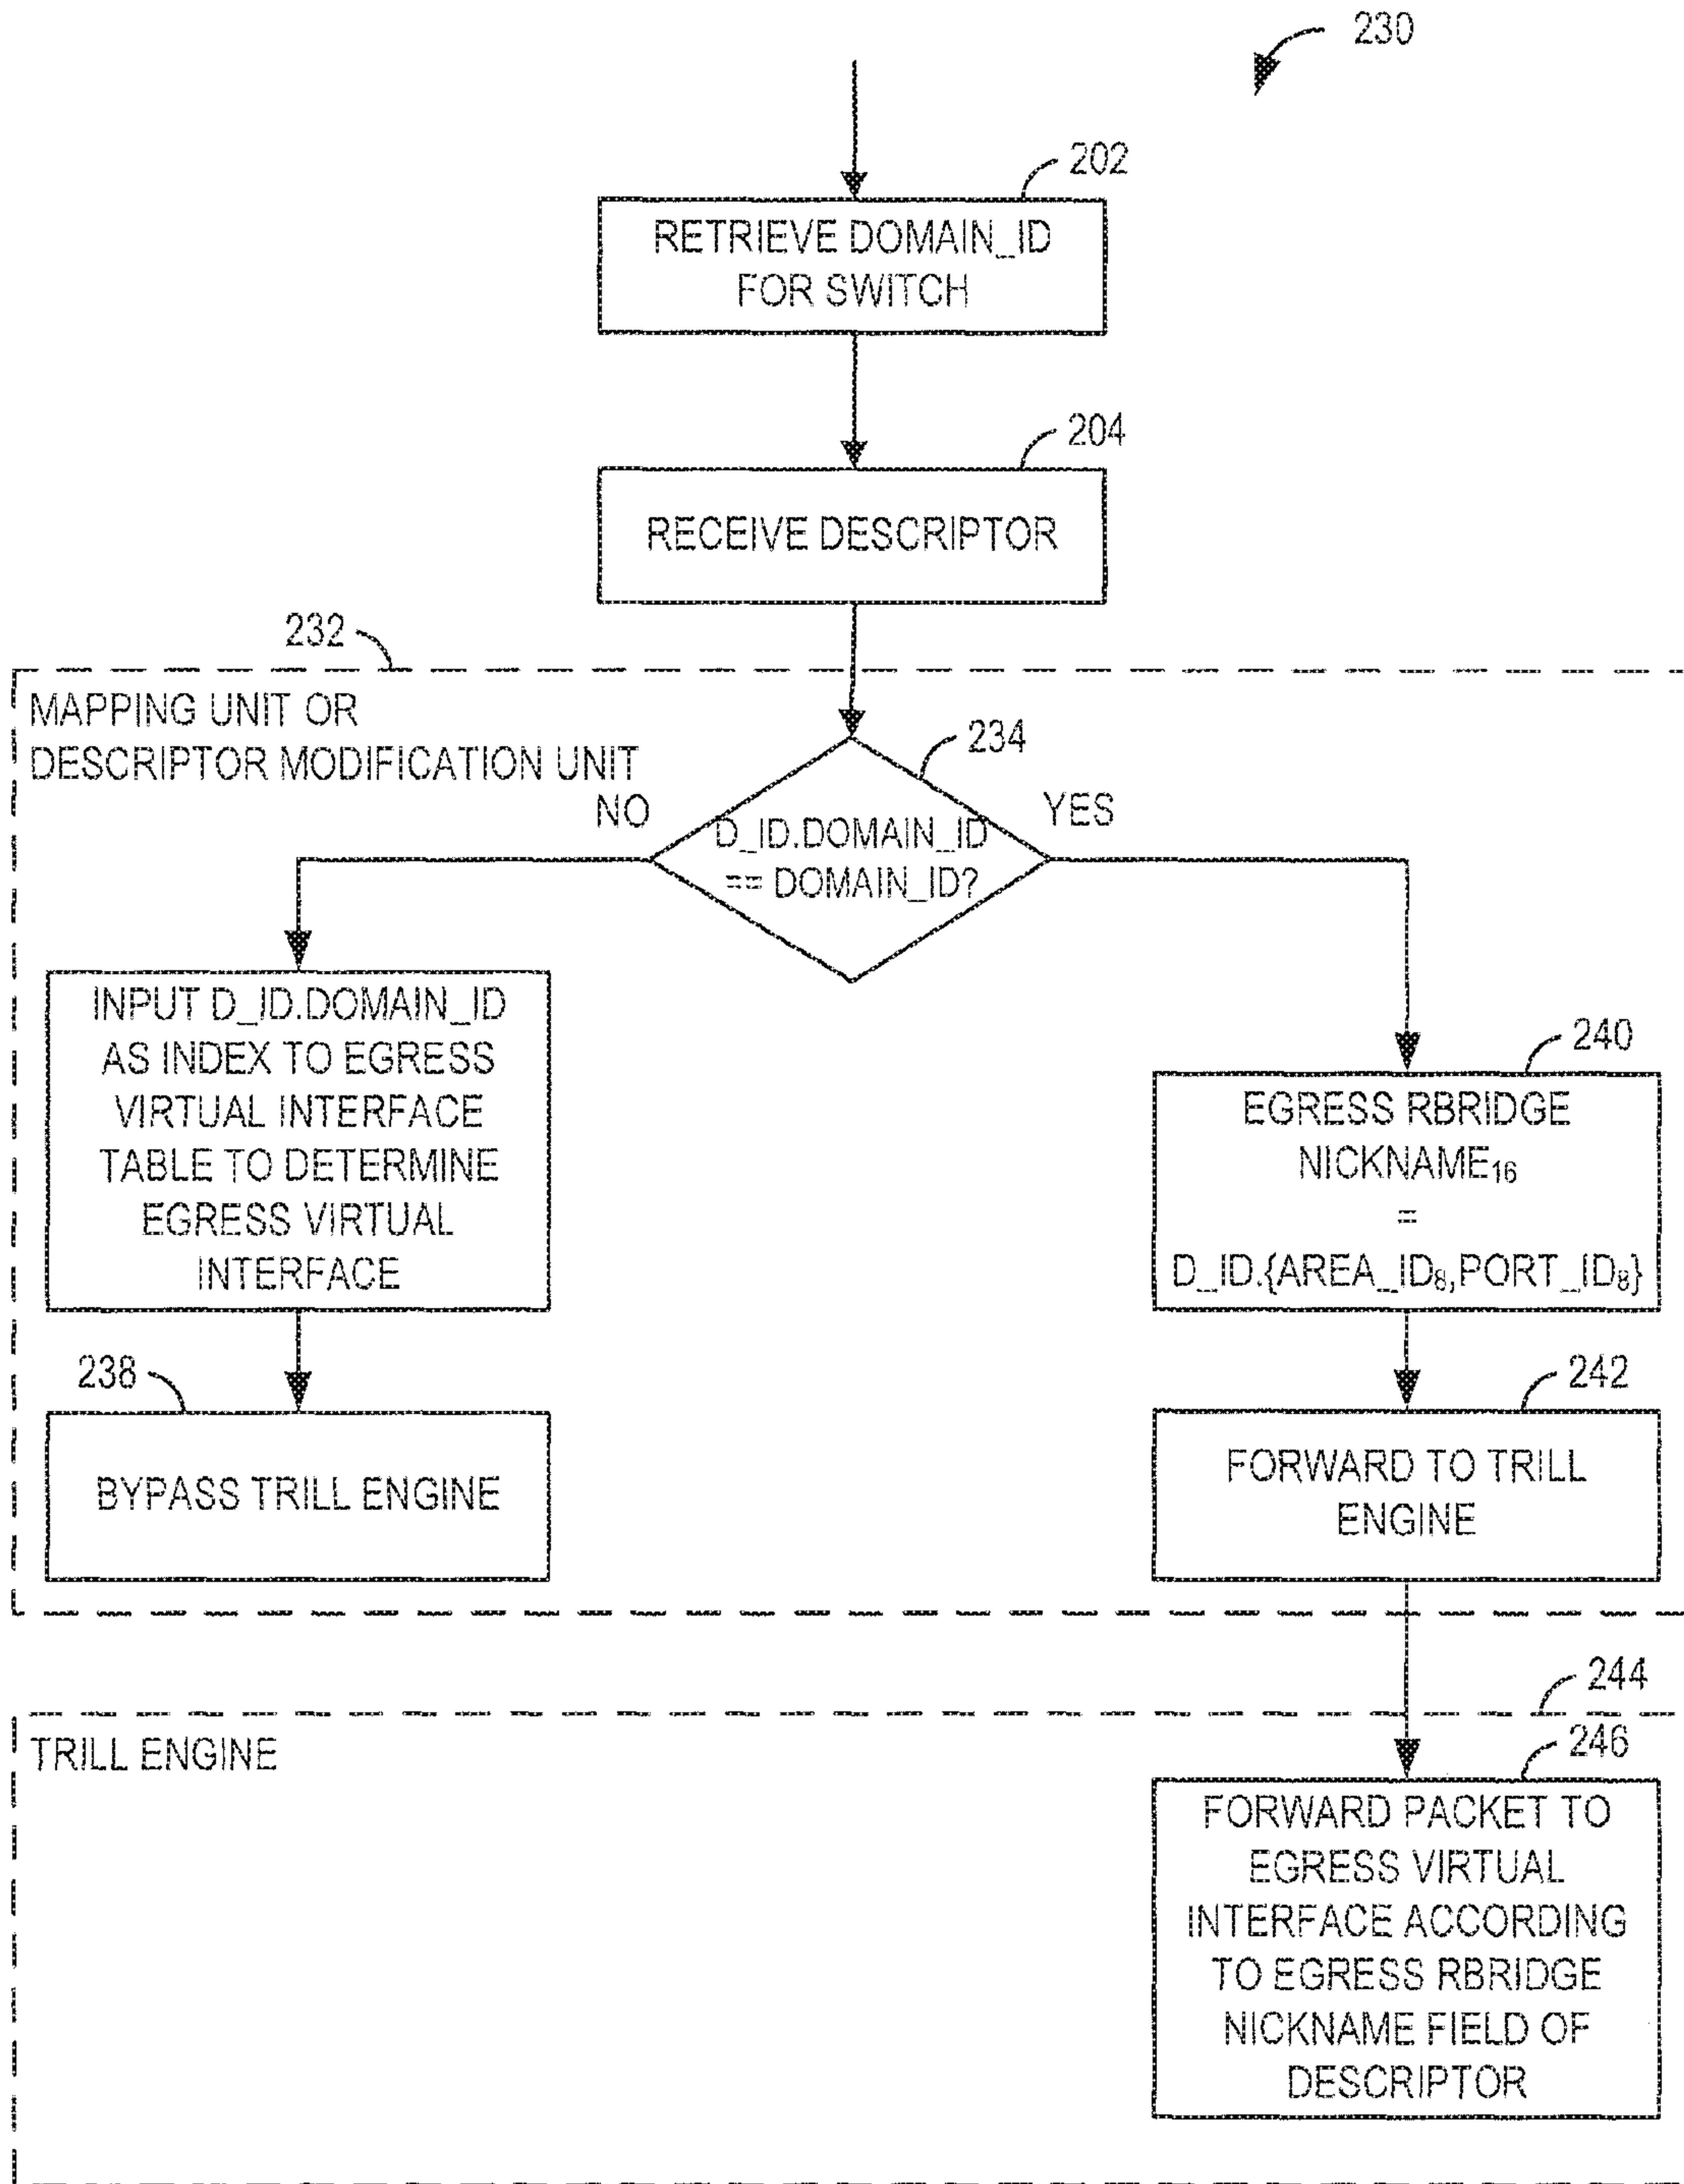 230
202
RETRIEVE DOMAIN_ID
FOR SWITCH
204
RECEIVE DESCRIPTOR
232
MAPPING UNIT OR
DESCRIPTOR MODIFICATION UNIT
234
NO
YES
D_ID.DOMAIN_ID
== DOMAIN_ID?
INPUT D_ID.DOMAIN_ID
AS INDEX TO EGRESS
VIRTUAL INTERFACE
TABLE TO DETERMINE
EGRESS VIRTUAL
INTERFACE
238
BYPASS TRILL ENGINE
240
EGRESS RBRIDGE
NICKNAME₁₆
=
D_ID.{AREA_ID₈,PORT_ID₈}
242
FORWARD TO TRILL
ENGINE
244
TRILL ENGINE
246
FORWARD PACKET TO
EGRESS VIRTUAL
INTERFACE ACCORDING
TO EGRESS RBRIDGE
NICKNAME FIELD OF
DESCRIPTOR